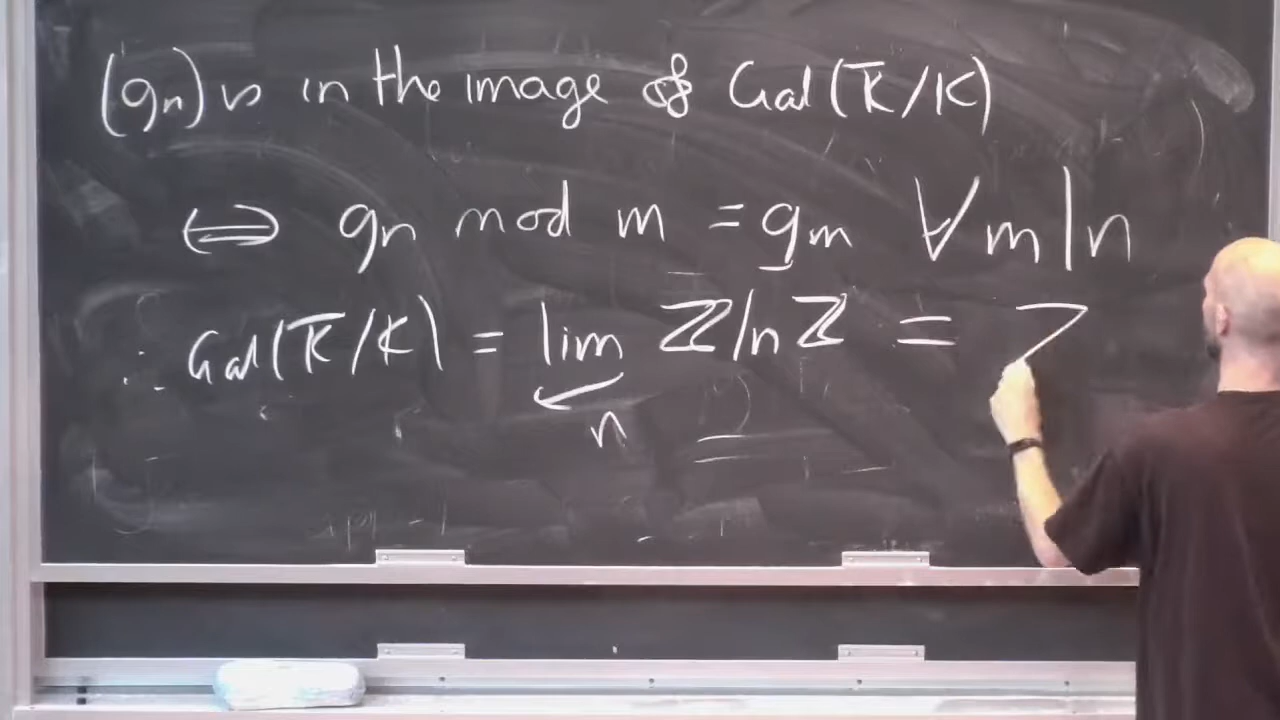 (gₙ) is in the image of Gal(K̅/K)
⟺ gₙ mod m = gₘ ∀ m|n
∴ Gal(K̅/K) = lim ℤ/nℤ = Z
←
n